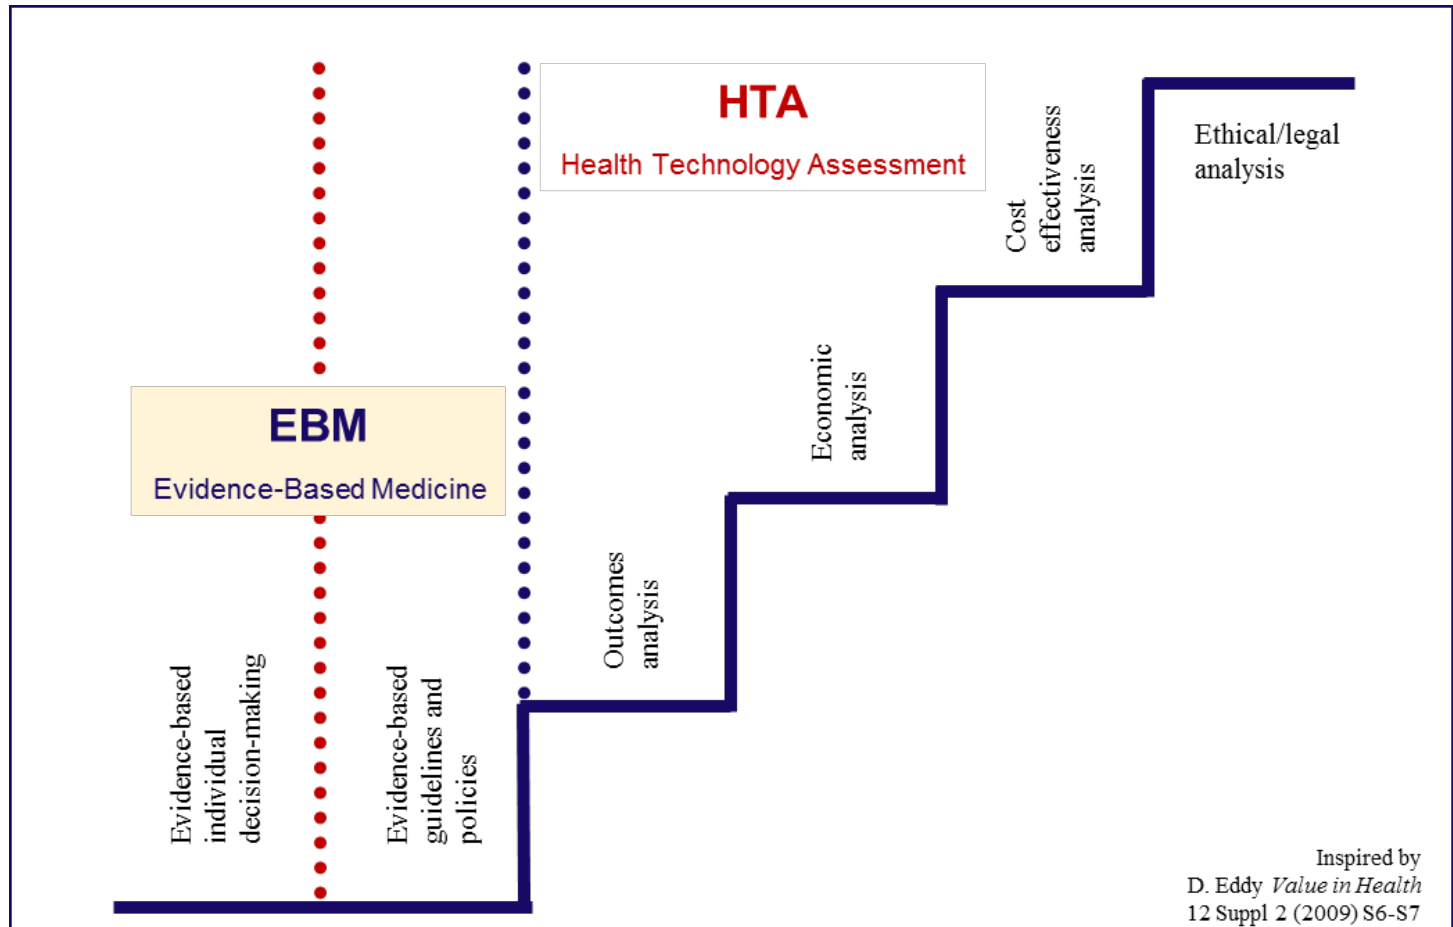 HTA
Health Technology Assessment
EBM
Evidence-Based Medicine
Evidence-based
individual
decision-making
Evidence-based
guidelines and
policies
Outcomes
analysis
Economic
analysis
Cost
effectiveness
analysis
Ethical/legal
analysis
Inspired by
D. Eddy Value in Health
12 Suppl 2 (2009) S6-S7